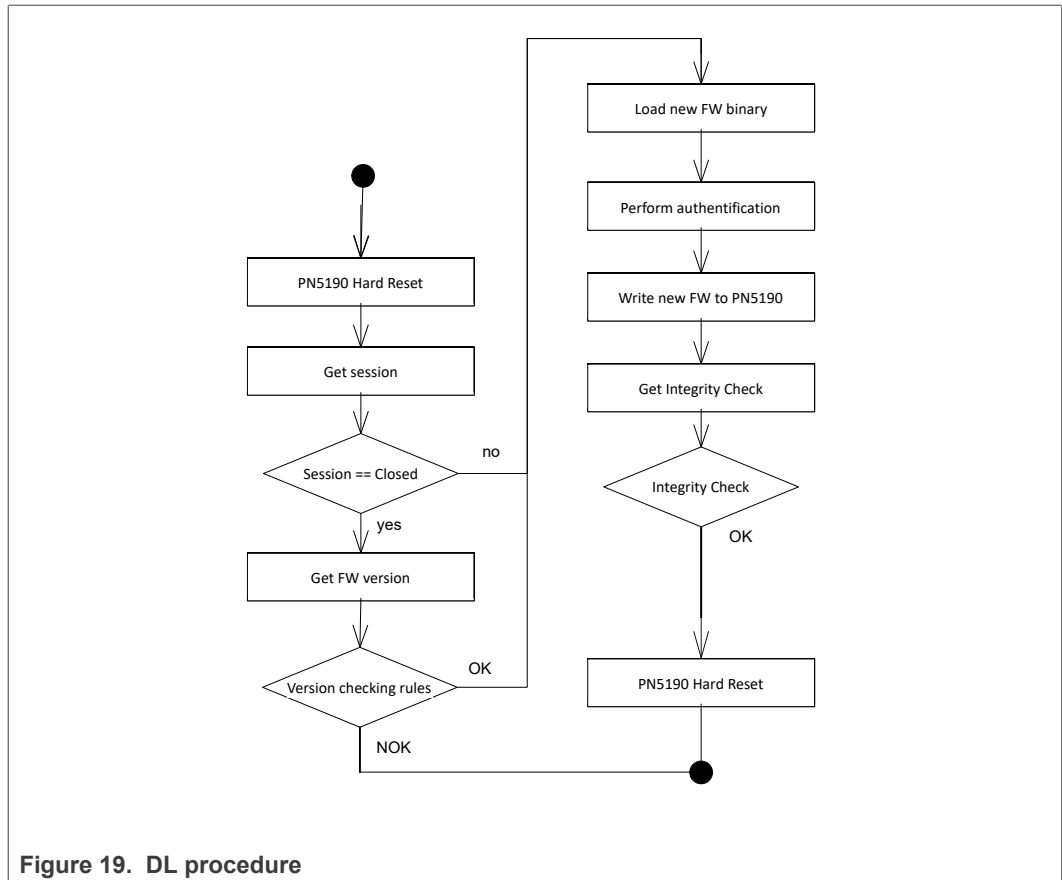 PN5190 Hard Reset
Get session
Session == Closed
no
yes
Get FW version
Version checking rules
OK
NOK
Load new FW binary
Perform authentification
Write new FW to PN5190
Get Integrity Check
Integrity Check
OK
PN5190 Hard Reset
Figure 19. DL procedure